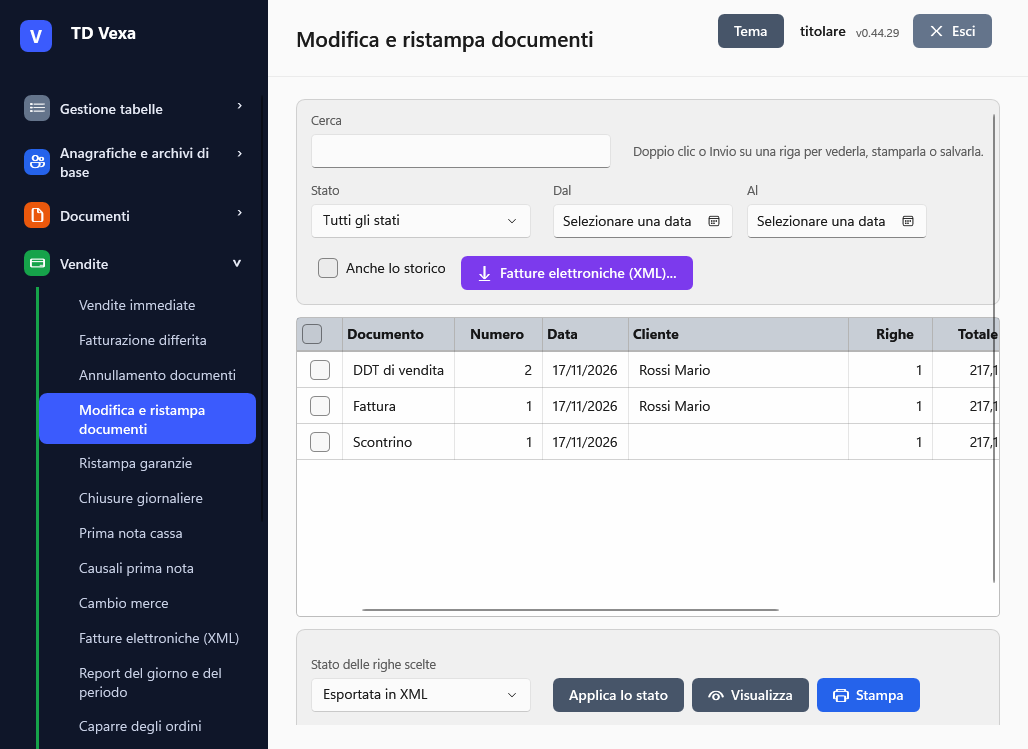 V
TD Vexa
Gestione tabelle
Anagrafiche e archivi di
base
Documenti
Vendite
Vendite immediate
Fatturazione differita
Annullamento documenti
Modifica e ristampa
documenti
Ristampa garanzie
Chiusure giornaliere
Prima nota cassa
Causali prima nota
Cambio merce
Fatture elettroniche (XML)
Report del giorno e del
periodo
Caparre degli ordini
Modifica e ristampa documenti
Tema
titolare
v0.44.29
Esci
Cerca
Doppio clic o Invio su una riga per vederla, stamparla o salvarla.
Stato
Dal
Al
Tutti gli stati
Selezionare una data
Selezionare una data
Anche lo storico
Fatture elettroniche (XML)...
Documento Numero Data Cliente Righe Totale
DDT di vendita 2 17/11/2026 Rossi Mario 1 217,1
Fattura 1 17/11/2026 Rossi Mario 1 217,1
Scontrino 1 17/11/2026 1 217,1
Stato delle righe scelte
Esportata in XML
Applica lo stato
Visualizza
Stampa